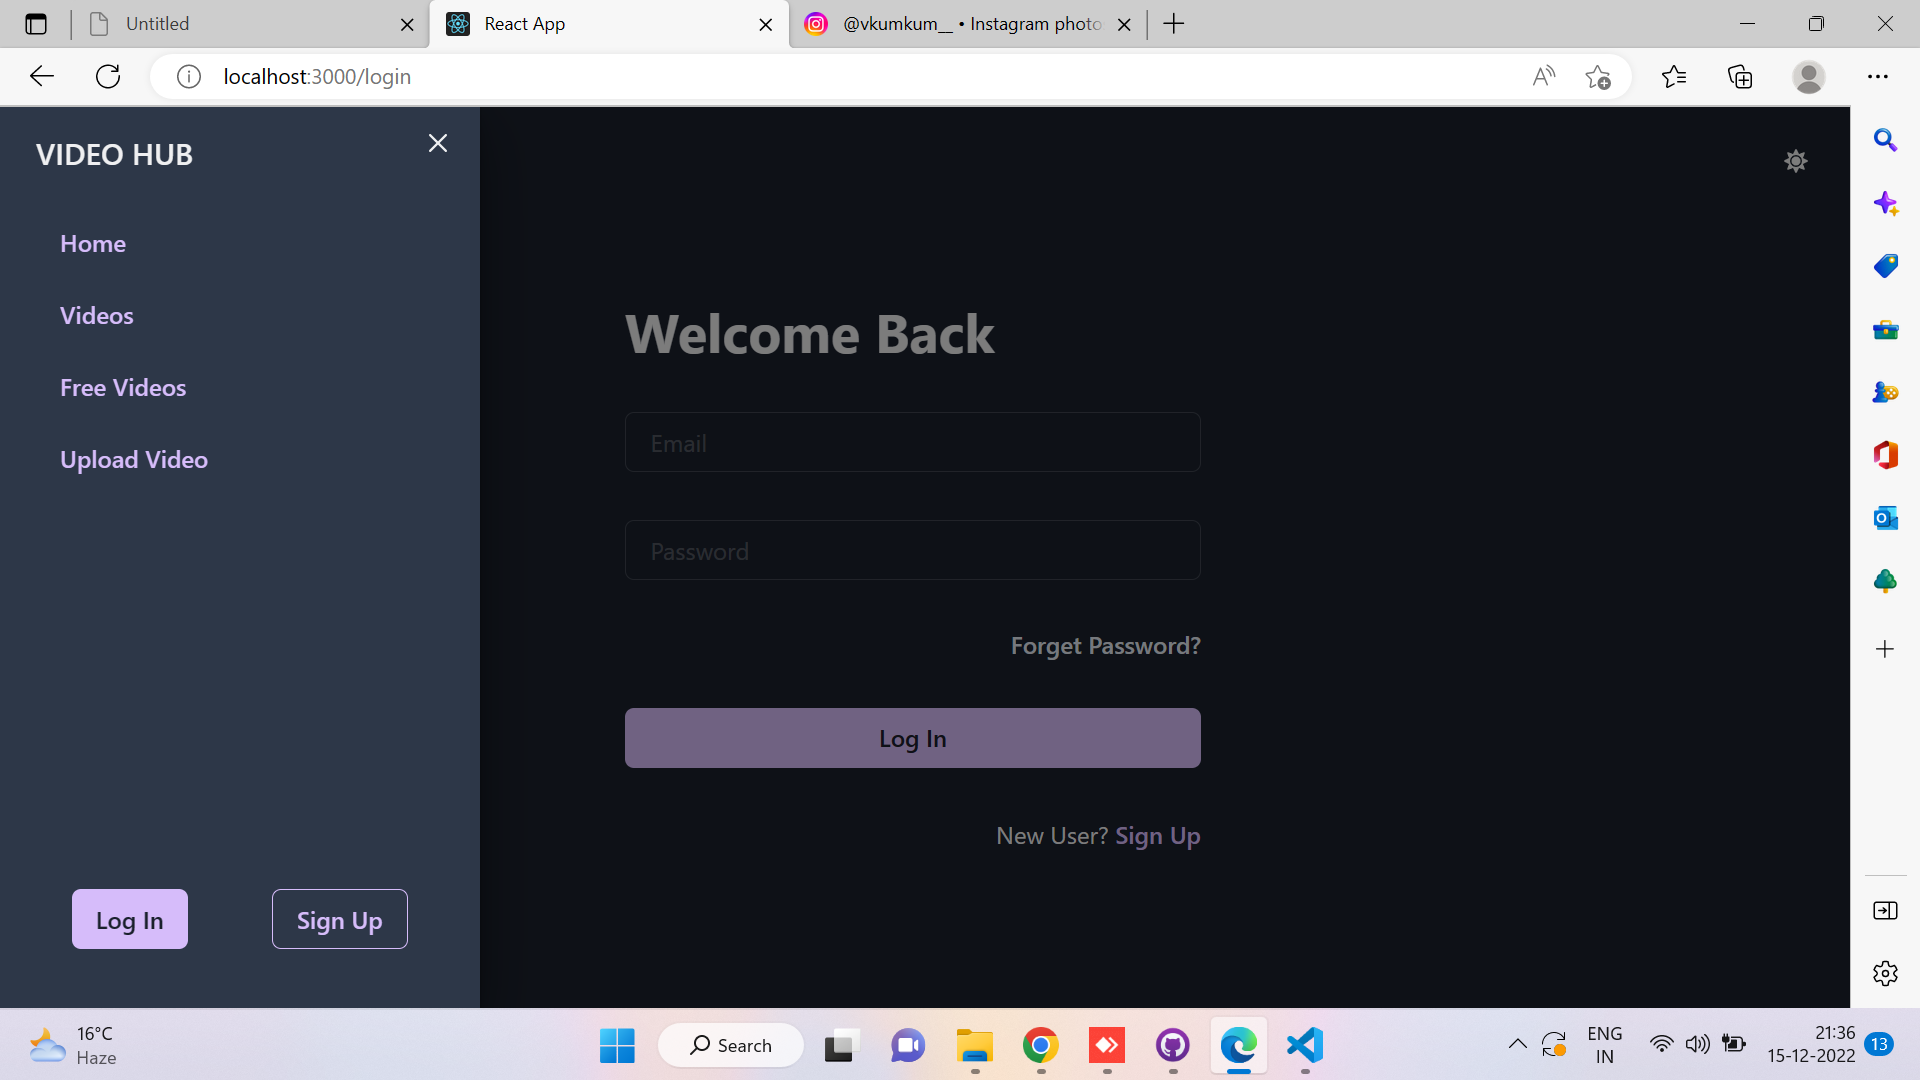 Untitled
React App
@vkumkum__ • Instagram photo
localhost:3000/login
VIDEO HUB
Home
Videos
Free Videos
Upload Video
Log In
Sign Up
Welcome Back
Email
Password
Forget Password?
Log In
New User? Sign Up
16°C
Haze
Search
ENG
IN
21:36
15-12-2022
13